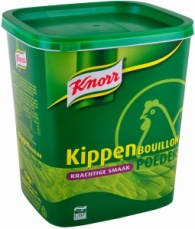 Knorr
Kippen BOUILLON
POEDER
KRACHTIGE SMAAK